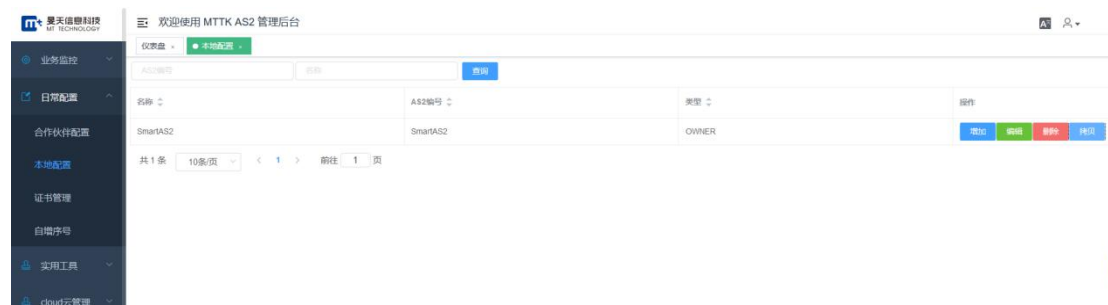 昊天信息科技
MT TECHNOLOGY
欢迎使用 MTTK AS2 管理后台
仪表盘 ×
本地配置 ×
业务监控
AS2编号
名称
查询
日常配置
名称
AS2编号
类型
操作
合作伙伴配置
SmartAS2
SmartAS2
OWNER
增加
编辑
删除
拷贝
本地配置
共 1 条
10条/页
1
前往 1 页
证书管理
自增序号
实用工具
cloud云管理